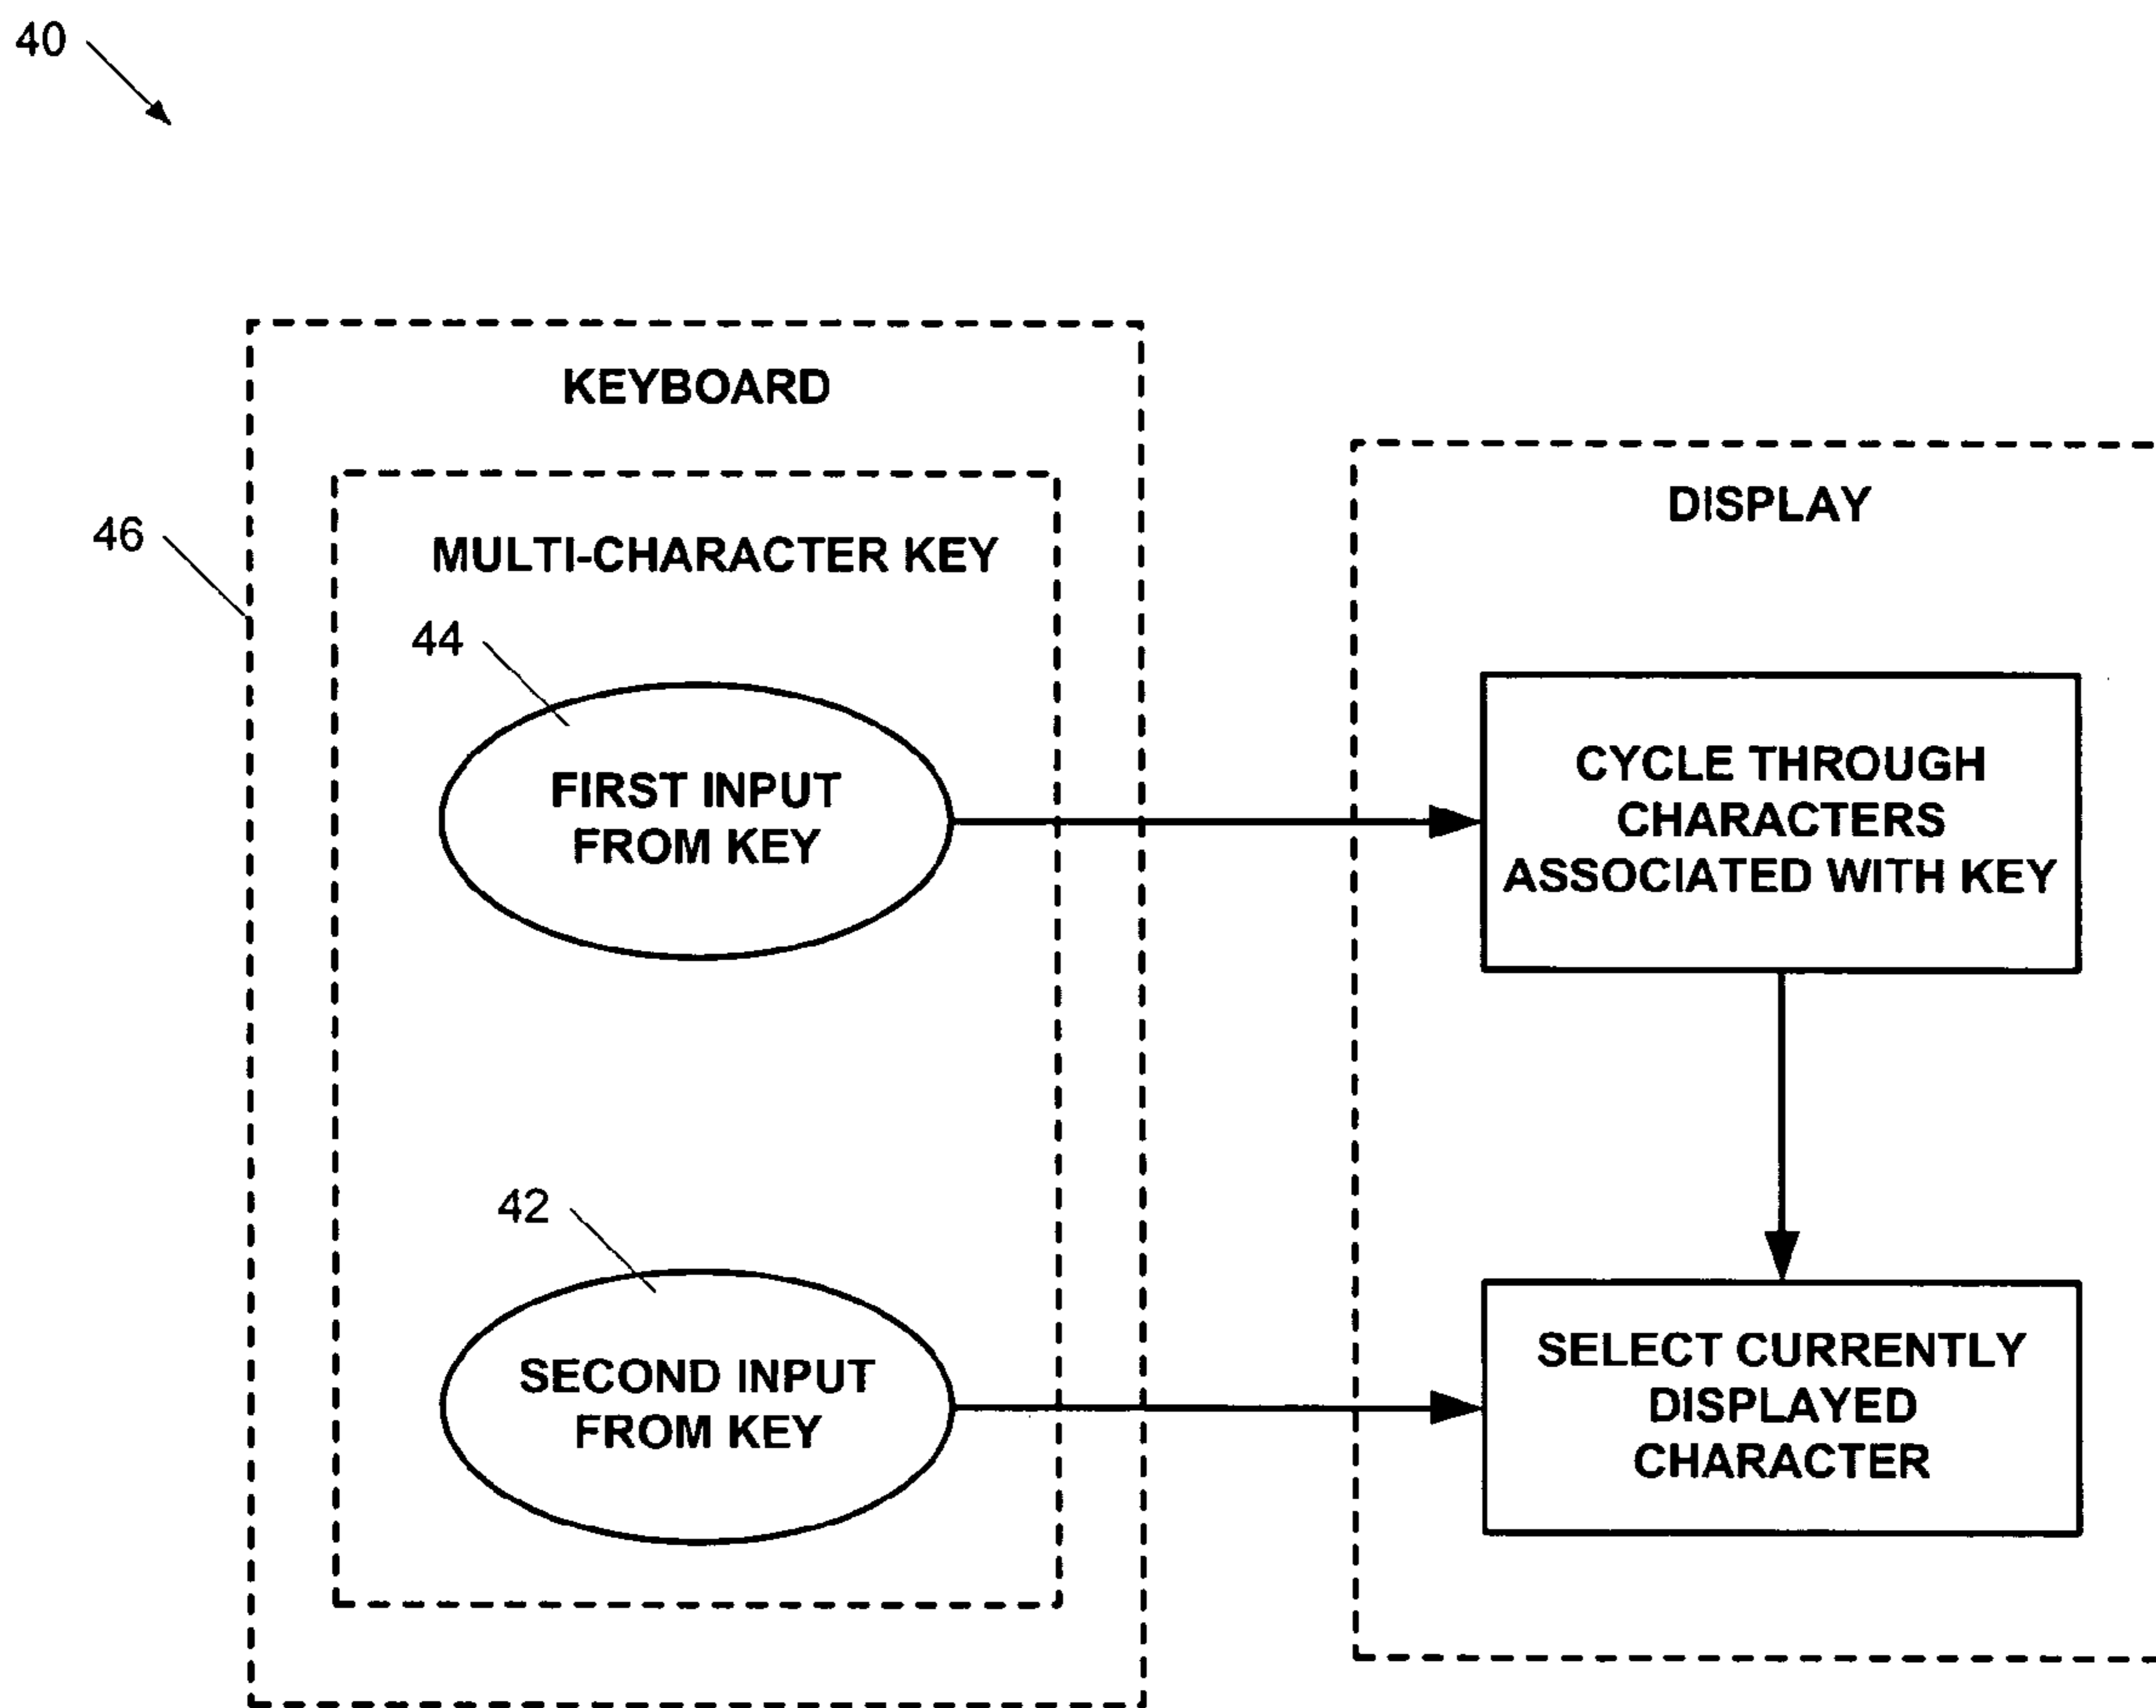 40
KEYBOARD
46
MULTI-CHARACTER KEY
44
FIRST INPUT
FROM KEY
42
SECOND INPUT
FROM KEY
DISPLAY
CYCLE THROUGH
CHARACTERS
ASSOCIATED WITH KEY
SELECT CURRENTLY
DISPLAYED
CHARACTER